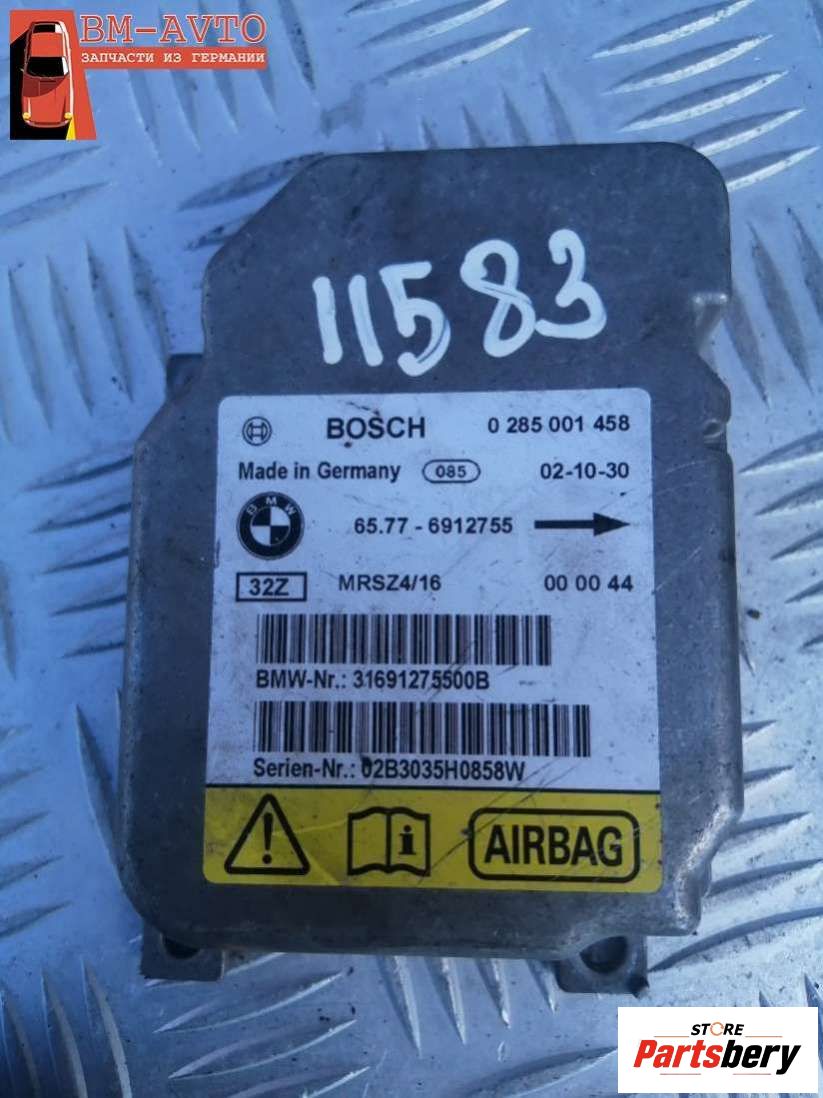 BM-AVTO
ЗАПЧАСТИ ИЗ ГЕРМАНИИ
11583
BOSCH 0 285 001 458
Made in Germany 085 02-10-30
BMW 65.77 - 6912755
32Z MRSZ4/16 00 00 44
BMW-Nr.: 31691275500B
Serien-Nr.: 02B3035H0858W
AIRBAG
STORE
Partsbery